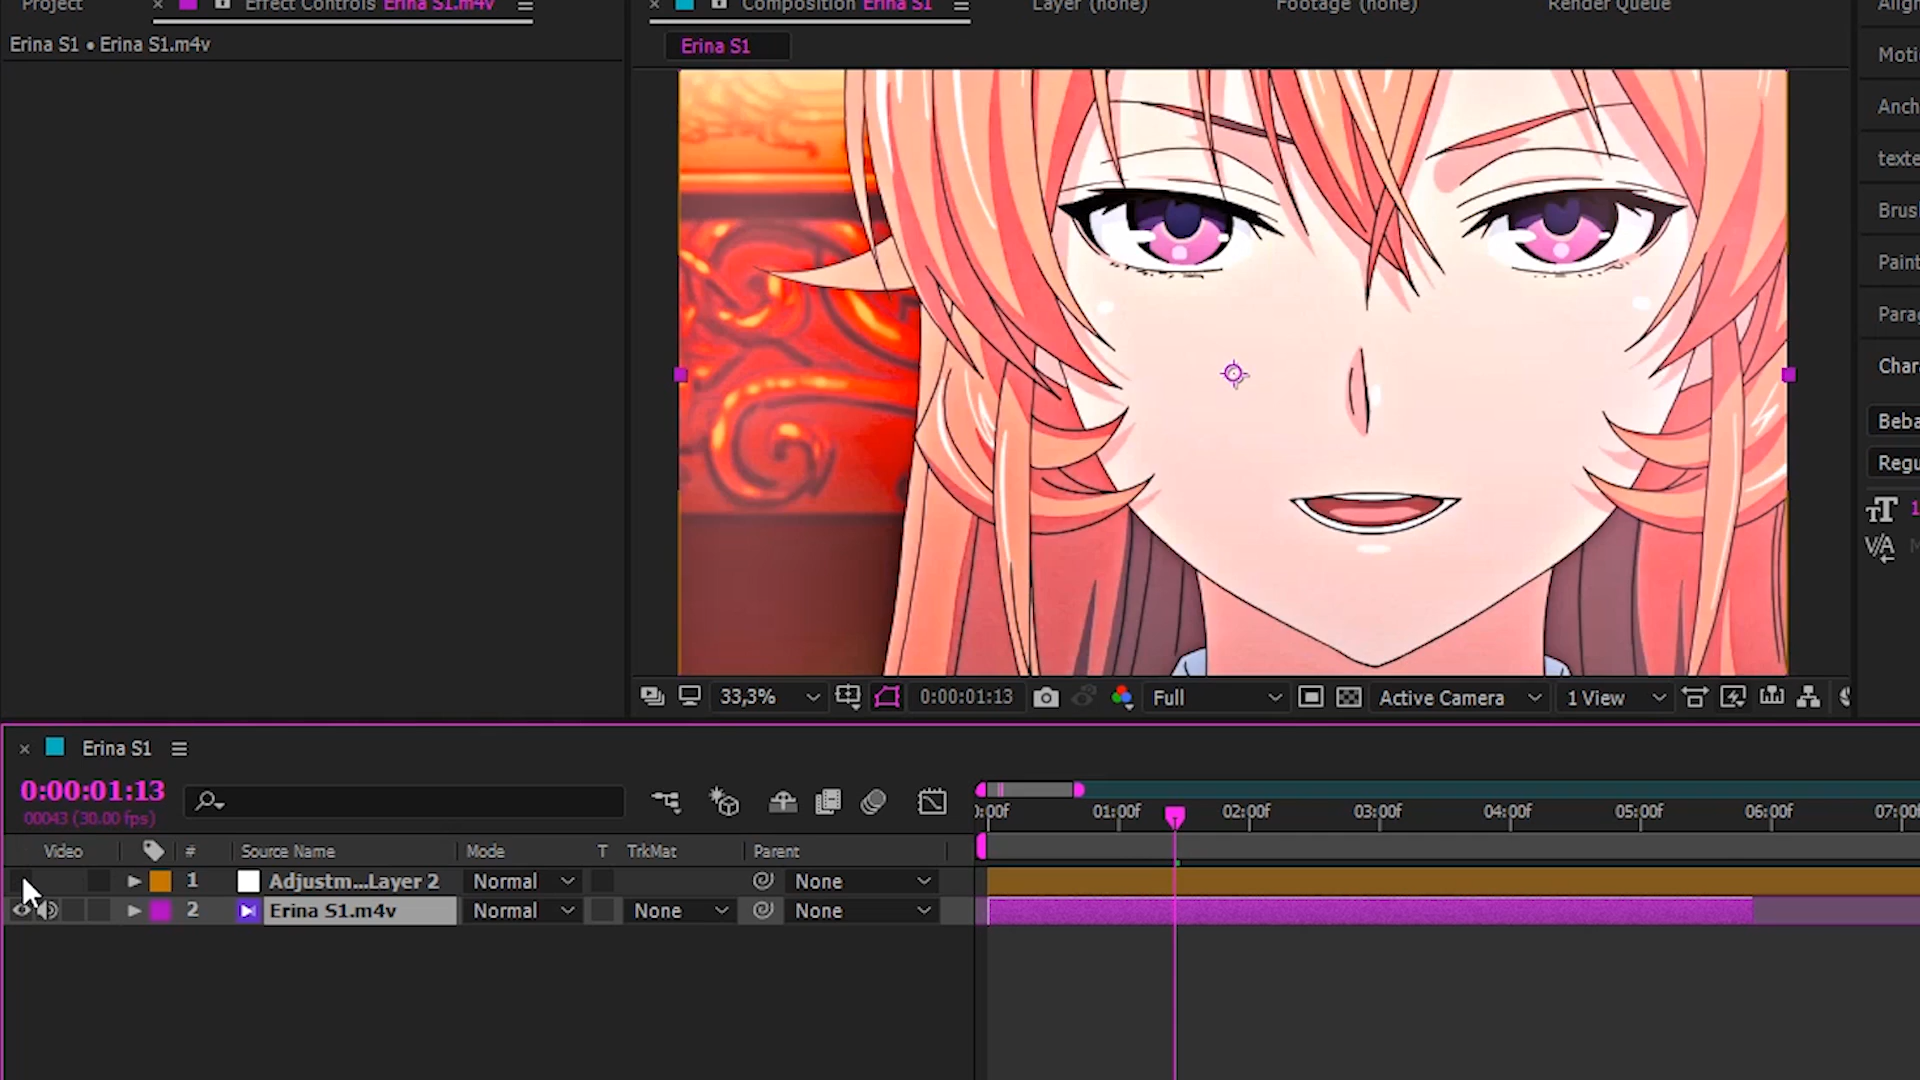 Project
× Effect Controls Erina S1.m4v
× Composition Erina S1
Layer (none)
Footage (none)
Render Queue
Erina S1 • Erina S1.m4v
Erina S1
33,3%
0:00:01:13
Full
Active Camera
1 View
× Erina S1
0:00:01:13
00043 (30.00 fps)
01:00f 02:00f 03:00f 04:00f 05:00f 06:00f
Video # Source Name Mode T TrkMat Parent
1 Adjustm...Layer 2 Normal None
2 Erina S1.m4v Normal None None